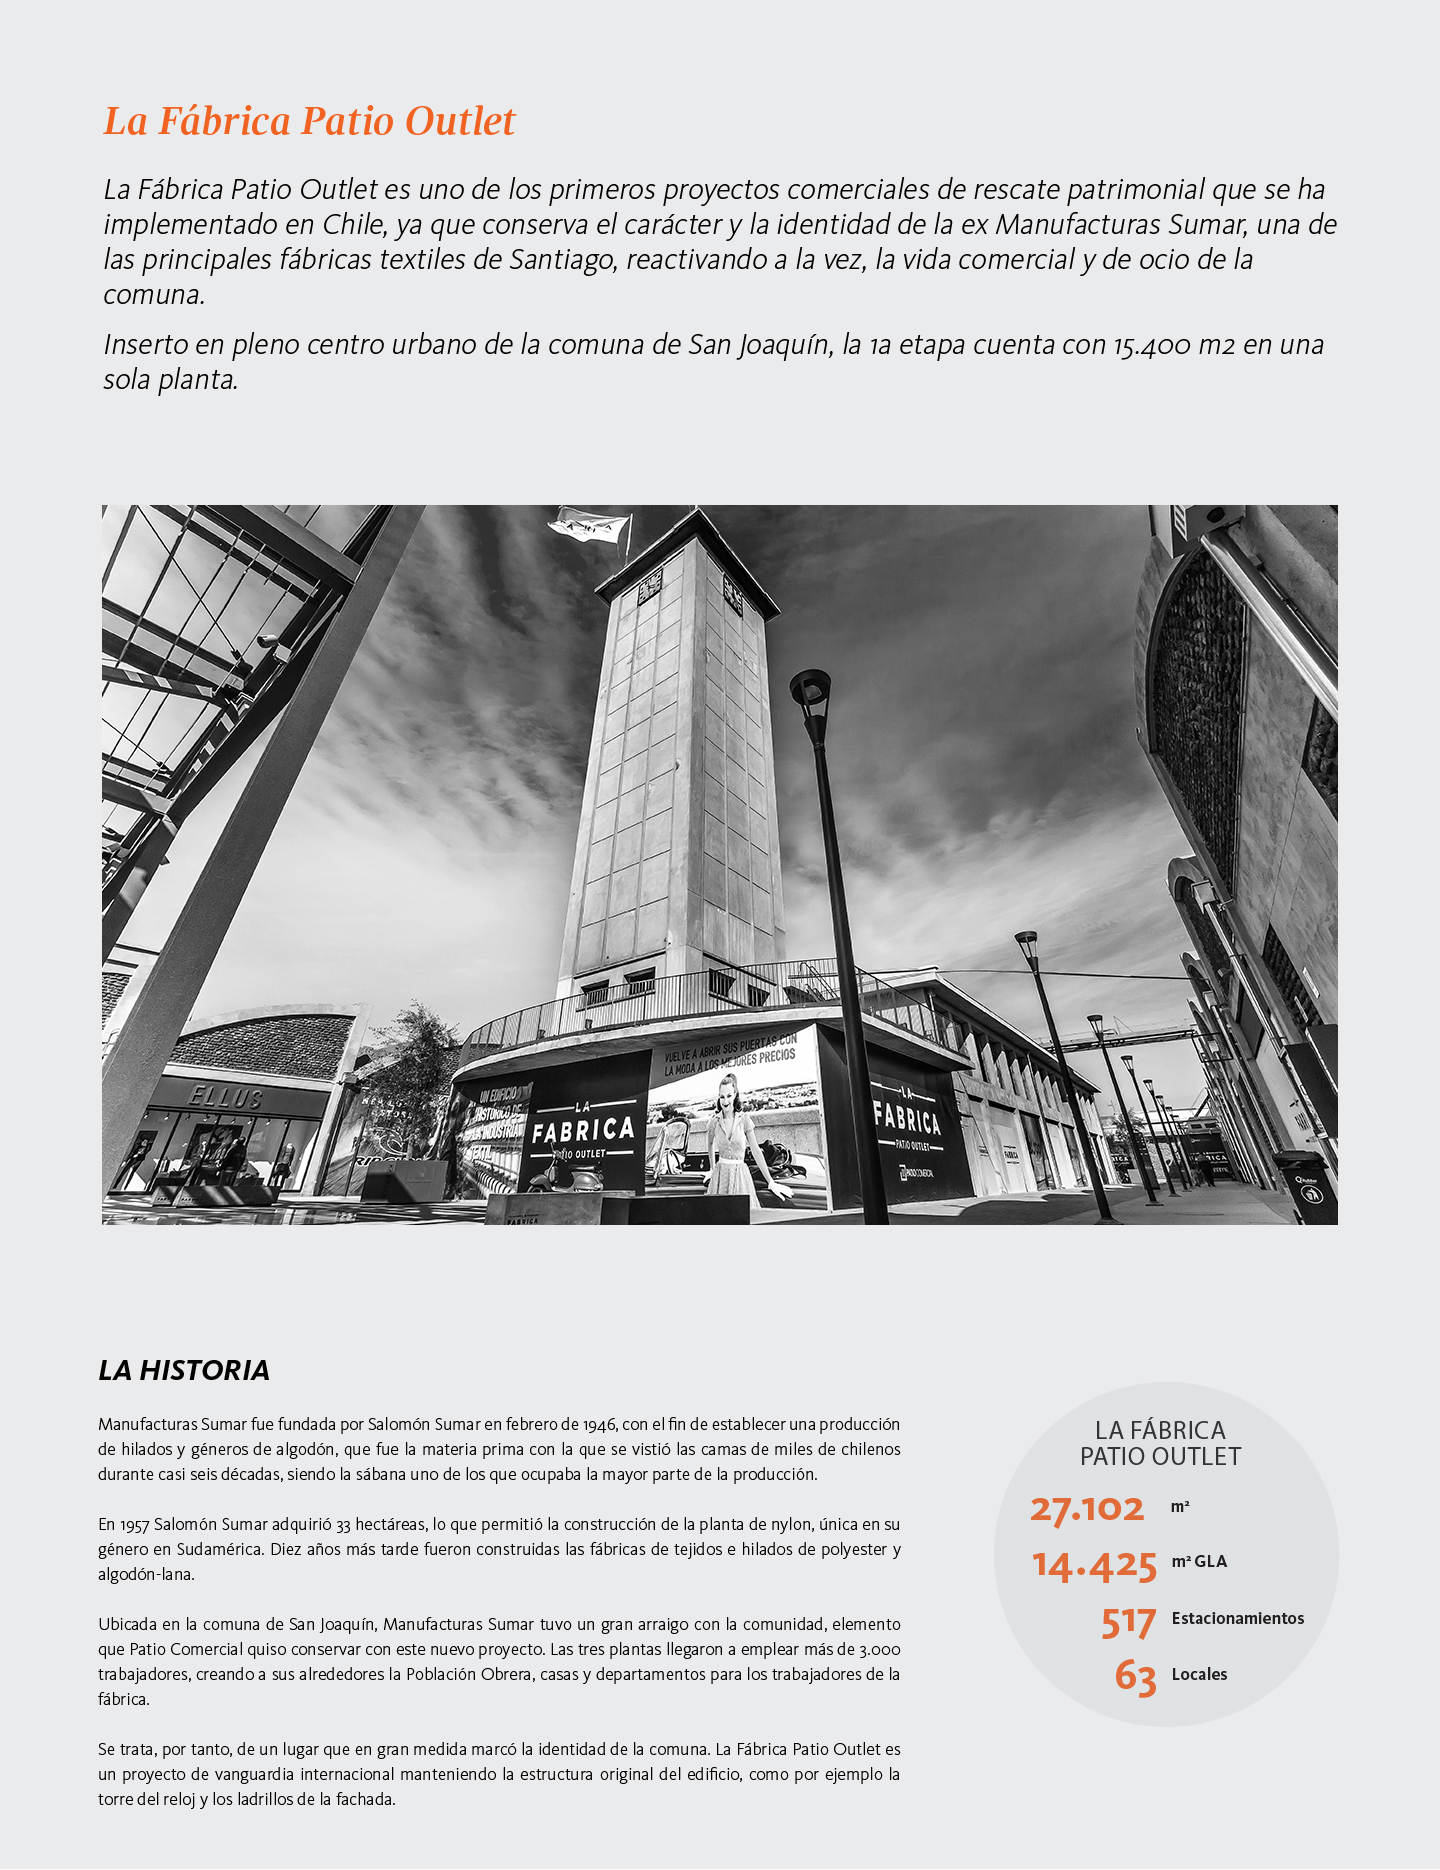 La Fábrica Patio Outlet
La Fábrica Patio Outlet es uno de los primeros proyectos comerciales de rescate patrimonial que se ha
implementado en Chile, ya que conserva el carácter y la identidad de la ex Manufacturas Sumar, una de
las principales fábricas textiles de Santiago, reactivando a la vez, la vida comercial y de ocio de la
comuna.
Inserto en pleno centro urbano de la comuna de San Joaquín, la 1a etapa cuenta con 15.400 m2 en una
sola planta.
VUELVE A ABRIR SUS PUERTAS CON
LA MODA A LOS MEJORES PRECIOS
ELLUS
UN EDIFICIO
HISTÓRICO DE
LA INDUSTRIA
TEXTIL
LA
FABRICA
PATIO OUTLET
LA
FABRICA
PATIO OUTLET
PATIO COMERCIAL
LA HISTORIA
Manufacturas Sumar fue fundada por Salomón Sumar en febrero de 1946, con el fin de establecer una producción
de hilados y géneros de algodón, que fue la materia prima con la que se vistió las camas de miles de chilenos
durante casi seis décadas, siendo la sábana uno de los que ocupaba la mayor parte de la producción.
En 1957 Salomón Sumar adquirió 33 hectáreas, lo que permitió la construcción de la planta de nylon, única en su
género en Sudamérica. Diez años más tarde fueron construidas las fábricas de tejidos e hilados de polyester y
algodón-lana.
Ubicada en la comuna de San Joaquín, Manufacturas Sumar tuvo un gran arraigo con la comunidad, elemento
que Patio Comercial quiso conservar con este nuevo proyecto. Las tres plantas llegaron a emplear más de 3.000
trabajadores, creando a sus alrededores la Población Obrera, casas y departamentos para los trabajadores de la
fábrica.
Se trata, por tanto, de un lugar que en gran medida marcó la identidad de la comuna. La Fábrica Patio Outlet es
un proyecto de vanguardia internacional manteniendo la estructura original del edificio, como por ejemplo la
torre del reloj y los ladrillos de la fachada.
LA FÁBRICA
PATIO OUTLET
27.102 m²
14.425 m² GLA
517 Estacionamientos
63 Locales